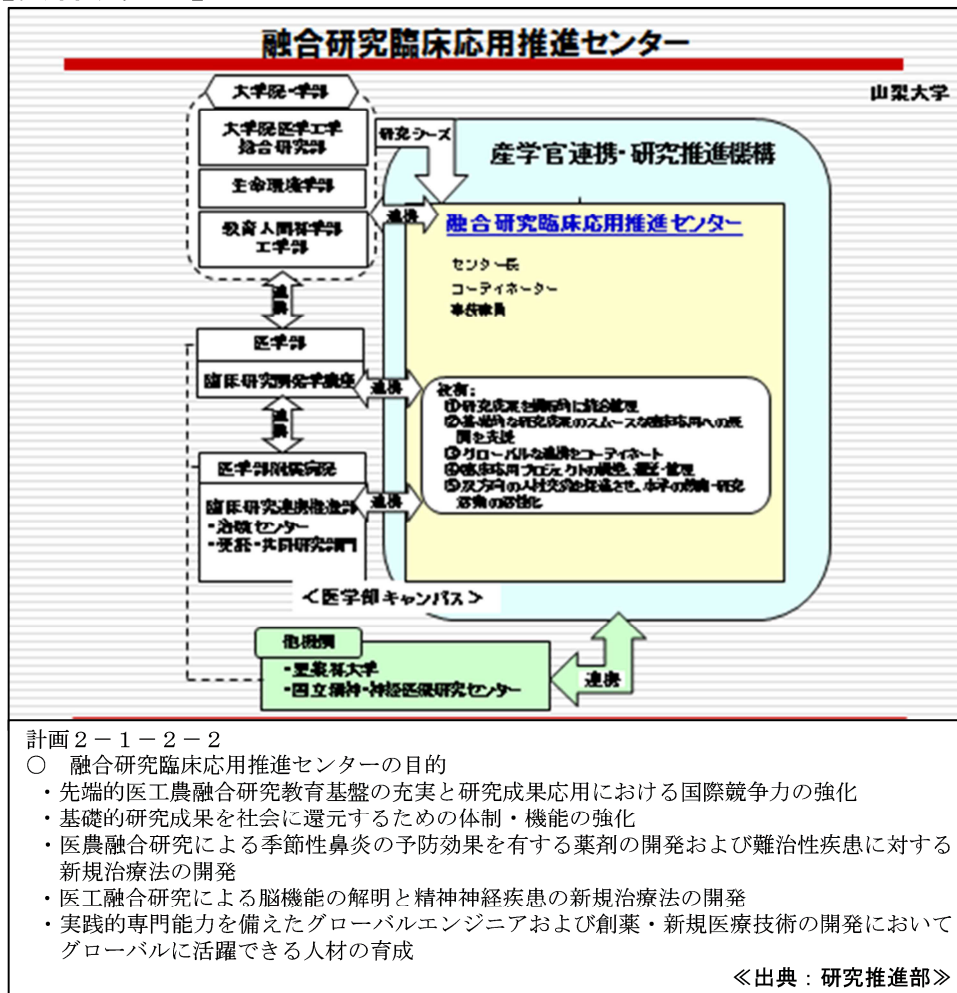 融合研究臨床応用推進センター
山梨大学
大学院・学部
大学院医学工学
総合研究部
生命環境学部
教育人間科学部
工学部
研究シーズ
連携
産学官連携・研究推進機構
融合研究臨床応用推進センター
センター長
コーディネーター
事務職員
連携
医学部
臨床研究開発学講座
連携
連携
医学部附属病院
臨床研究連携推進部
・治験センター
・受託・共同研究部門
連携
役割:
①研究成果を横断的に統合管理
②基礎的な研究成果のスムースな臨床応用への展
開を支援
③グローバルな連携をコーディネート
④臨床応用プロジェクトの構築、運営・管理
⑤双方向の人材交流を促進させ、本学の教育・研究
活動の活性化
<医学部キャンパス>
他機関
・国立精神・神経医療研究センター
連携
計画2-1-2-2
○ 融合研究臨床応用推進センターの目的
・先端的医工農融合研究教育基盤の充実と研究成果応用における国際競争力の強化
・基礎的研究成果を社会に還元するための体制・機能の強化
・医農融合研究による季節性鼻炎の予防効果を有する薬剤の開発および難治性疾患に対する
新規治療法の開発
・医工融合研究による脳機能の解明と精神神経疾患の新規治療法の開発
・実践的専門能力を備えたグローバルエンジニアおよび創薬・新規医療技術の開発において
グローバルに活躍できる人材の育成
≪出典:研究推進部≫